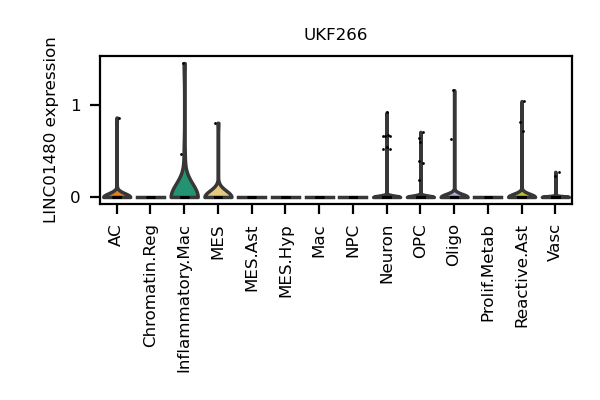 UKF266
LINC01480 expression
1
0
AC
Chromatin.Reg
Inflammatory.Mac
MES
MES.Ast
MES.Hyp
Mac
NPC
Neuron
OPC
Oligo
Prolif.Metab
Reactive.Ast
Vasc